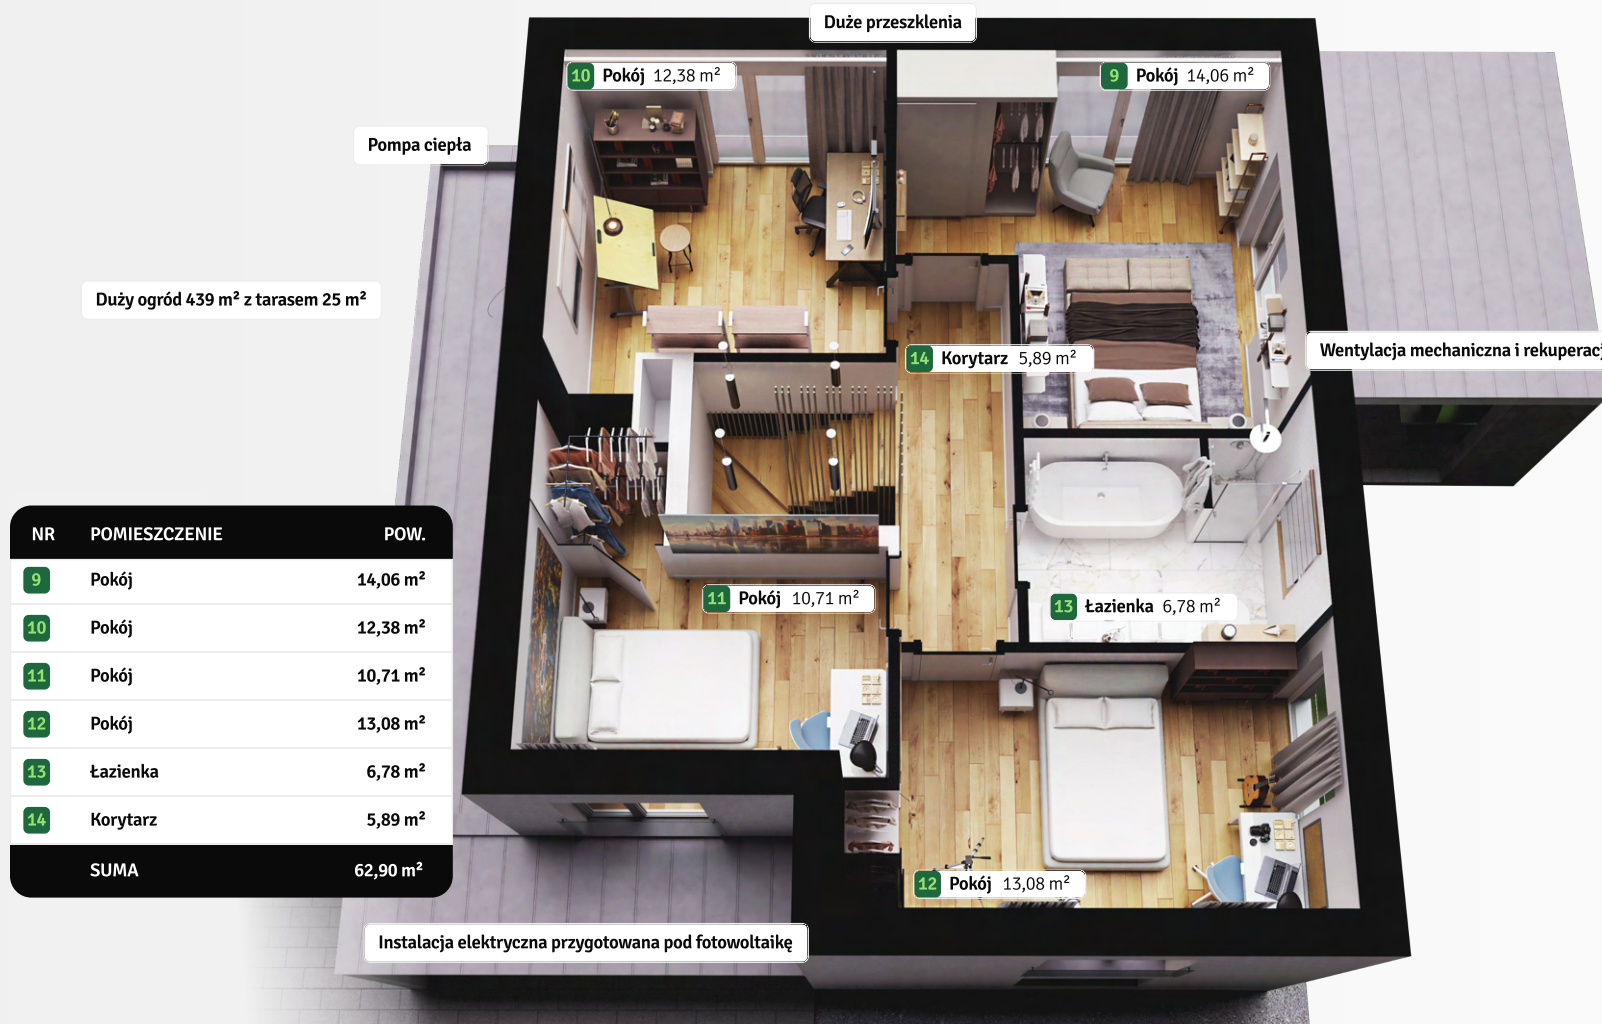 Duże przeszklenia
10 Pokój 12,38 m²
9 Pokój 14,06 m²
Pompa ciepła
Duży ogród 439 m² z tarasem 25 m²
14 Korytarz 5,89 m²
Wentylacja mechaniczna i rekuperacj
NR POMIESZCZENIE POW.
9 Pokój 14,06 m²
10 Pokój 12,38 m²
11 Pokój 10,71 m²
12 Pokój 13,08 m²
13 Łazienka 6,78 m²
14 Korytarz 5,89 m²
SUMA 62,90 m²
11 Pokój 10,71 m²
13 Łazienka 6,78 m²
12 Pokój 13,08 m²
Instalacja elektryczna przygotowana pod fotowoltaikę